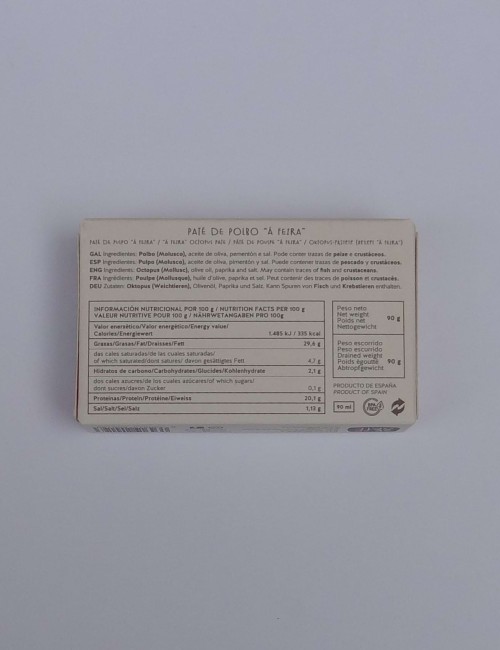 PATÉ DE POLBO "Á FEIRA"
PATÉ DE PULPO "Á FEIRA" / "Á FEIRA" OCTOPUS PATE / PÂTÉ DE POULPE "Á FEIRA" / OKTOPUS PASTETE (REZEPT "Á FEIRA")
GAL Ingredientes: Polbo (Molusco), aceite de oliva, pementón e sal. Pode conter trazas de peixe e crustáceos.
ESP Ingredientes: Pulpo (Molusco), aceite de oliva, pimentón y sal. Puede contener trazas de pescado y crustáceos.
ENG Ingredients: Octopus (Mollusc), olive oil, paprika and salt. May contain traces of fish and crustaceans.
FRA Ingrédients: Poulpe (Mollusque), huile d'olive, paprika et sel. Peut contenir des traces de poisson et crustacés.
DEU Zutaten: Oktopus (Weichtieren), Olivenöl, Paprika und Salz. Kann Spuren von Fisch und Krebstieren enthalten.
INFORMACIÓN NUTRICIONAL POR 100 g / NUTRITION FACTS PER 100 g
VALEUR NUTRITIVE POUR 100 g / NÄHRWETANGABEN PRO 100g
Valor enerxético/Valor energético/Energy value/
Calories/Energiewert 1.485 kJ / 335 kcal
Graxas/Grasas/Fat/Graisses/Fett 29,6 g
das cales saturadas/de las cuales saturadas/
of which saturated/dont satures/ davon gesättigtes Fett. 4,7 g
Hidratos de carbono/Carbohydrates/Glucides/Kohlenhydrate 2,1 g
das cales azucres/de los cuales azúcares/of which sugars/
dont sucres/davon Zucker 0,1 g
Proteínas/Protein/Protéine/Eiweiss 20,1 g
Sal/Salt/Sel/Salz 1,12 g
Peso neto
Net weight
Poids net
Nettogewicht
90 g
Peso escorrido
Peso escurrido
Drained weight
Poids égoutté
Abtropfgewicht
90 g
PRODUCTO DE ESPAÑA
PRODUCT OF SPAIN
90 ml